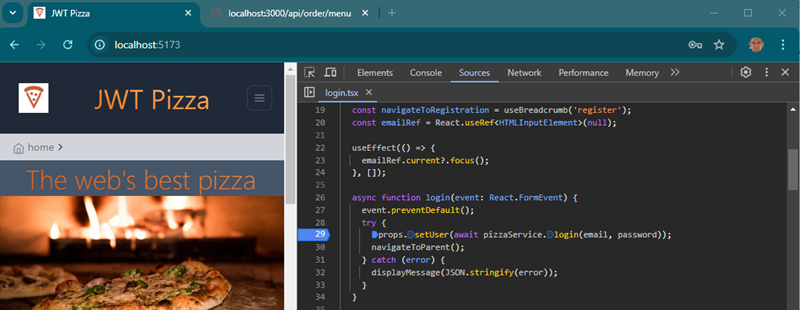 JWT Pizza
localhost:3000/api/order/menu
localhost:5173
JWT Pizza
home
The web's best pizza
Elements Console Sources Network Performance Memory
login.tsx
19 const navigateToRegistration = useBreadcrumb('register');
20 const emailRef = React.useRef<HTMLInputElement>(null);
21
22 useEffect(() => {
23 emailRef.current?.focus();
24 }, []);
25
26 async function login(event: React.FormEvent) {
27 event.preventDefault();
28 try {
29 props.setUser(await pizzaService.login(email, password));
30 navigateToParent();
31 } catch (error) {
32 displayMessage(JSON.stringify(error));
33 }
34 }